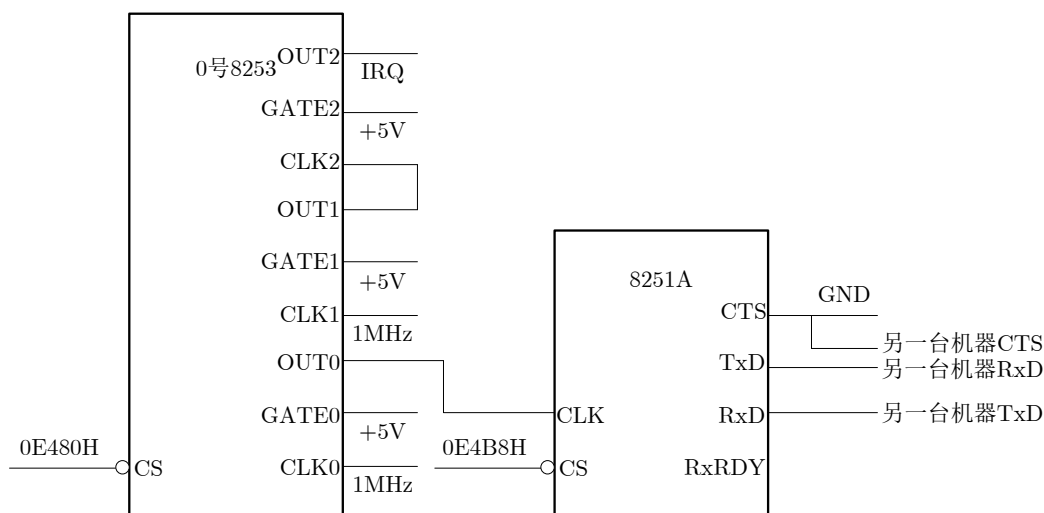 OUT2
0号8253
IRQ
GATE2
+5V
CLK2
OUT1
GATE1
+5V
8251A
CLK1
1MHz
CTS
GND
另一台机器CTS
OUT0
TxD
另一台机器RxD
GATE0
+5V
CLK
RxD
另一台机器TxD
0E480H
CS
CLK0
1MHz
0E4B8H
CS
RxRDY